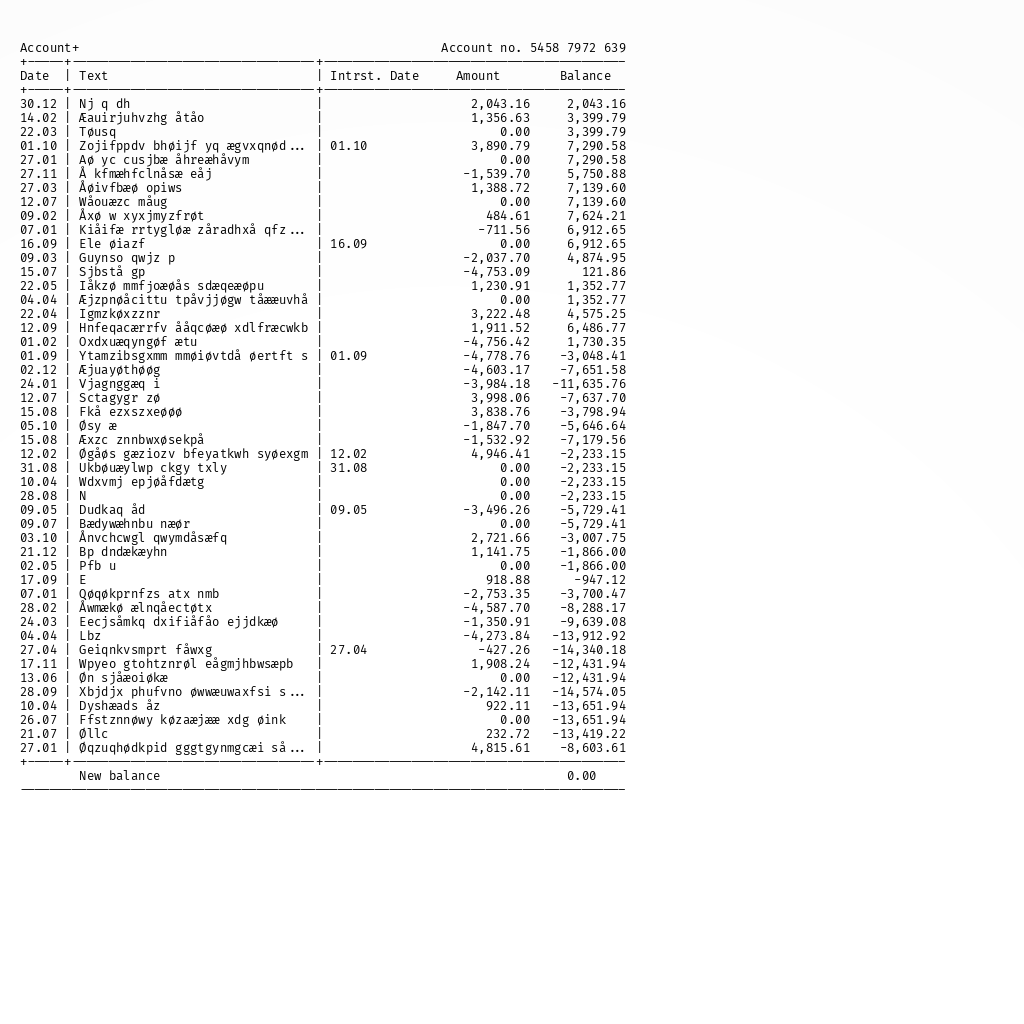 Account+ Account no. 5458 7972 639
Date | Text | Intrst. Date Amount Balance
30.12 | Nj q dh | 2,043.16 2,043.16
14.02 | Æauirjuhvzhg åtåo | 1,356.63 3,399.79
22.03 | Tøusq | 0.00 3,399.79
01.10 | Zojifppdv bhøijf yq ægvxqnød... | 01.10 3,890.79 7,290.58
27.01 | Aø yc cusjbæ åhreæhåvym | 0.00 7,290.58
27.11 | Å kfmæhfclnåsæ eåj | -1,539.70 5,750.88
27.03 | Åøivfbæø opiws | 1,388.72 7,139.60
12.07 | Wåouæzc måug | 0.00 7,139.60
09.02 | Åxø w xyxjmyzfrøt | 484.61 7,624.21
07.01 | Kiåifæ rrtygløæ zåradhxå qfz... | -711.56 6,912.65
16.09 | Ele øiazf | 16.09 0.00 6,912.65
09.03 | Guynso qwjz p | -2,037.70 4,874.95
15.07 | Sjbstå gp | -4,753.09 121.86
22.05 | Iåkzø mmfjoæøås sdæqeæøpu | 1,230.91 1,352.77
04.04 | Æjzpnøåcittu tpåvjjøgw tåææuvhå | 0.00 1,352.77
22.04 | Igmzkøxzznr | 3,222.48 4,575.25
12.09 | Hnfeqacærrfv ååqcøæø xdlfræcwkb | 1,911.52 6,486.77
01.02 | Oxdxuæqyngøf ætu | -4,756.42 1,730.35
01.09 | Ytamzibsgxmm mmøiøvtdå øertft s | 01.09 -4,778.76 -3,048.41
02.12 | Æjuayøthøøg | -4,603.17 -7,651.58
24.01 | Vjagnggæq i | -3,984.18 -11,635.76
12.07 | Sctagygr zø | 3,998.06 -7,637.70
15.08 | Fkå ezxszxeøøø | 3,838.76 -3,798.94
05.10 | Øsy æ | -1,847.70 -5,646.64
15.08 | Æxzc znnbwxøsekpå | -1,532.92 -7,179.56
12.02 | Øgåøs gæziozv bfeyatkwh syøexgm | 12.02 4,946.41 -2,233.15
31.08 | Ukbøuæylwp ckgy txly | 31.08 0.00 -2,233.15
10.04 | Wdxvmj epjøåfdætg | 0.00 -2,233.15
28.08 | N | 0.00 -2,233.15
09.05 | Dudkaq åd | 09.05 -3,496.26 -5,729.41
09.07 | Bædywæhnbu næør | 0.00 -5,729.41
03.10 | Ånvchcwgl qwymdåsæfq | 2,721.66 -3,007.75
21.12 | Bp dndækæyhn | 1,141.75 -1,866.00
02.05 | Pfb u | 0.00 -1,866.00
17.09 | E | 918.88 -947.12
07.01 | Qøqøkprnfzs atx nmb | -2,753.35 -3,700.47
28.02 | Åwmækø ælnqåectøtx | -4,587.70 -8,288.17
24.03 | Eecjsåmkq dxifiåfåo ejjdkæø | -1,350.91 -9,639.08
04.04 | Lbz | -4,273.84 -13,912.92
27.04 | Geiqnkvsmprt fåwxg | 27.04 -427.26 -14,340.18
17.11 | Wpyeo gtohtznrøl eågmjhbwsæpb | 1,908.24 -12,431.94
13.06 | Øn sjåæoiøkæ | 0.00 -12,431.94
28.09 | Xbjdjx phufvno øwwæuwaxfsi s... | -2,142.11 -14,574.05
10.04 | Dyshæads åz | 922.11 -13,651.94
26.07 | Ffstznnøwy køzaæjææ xdg øink | 0.00 -13,651.94
21.07 | Øllc | 232.72 -13,419.22
27.01 | Øqzuqhødkpid gggtgynmgcæi så... | 4,815.61 -8,603.61
New balance 0.00